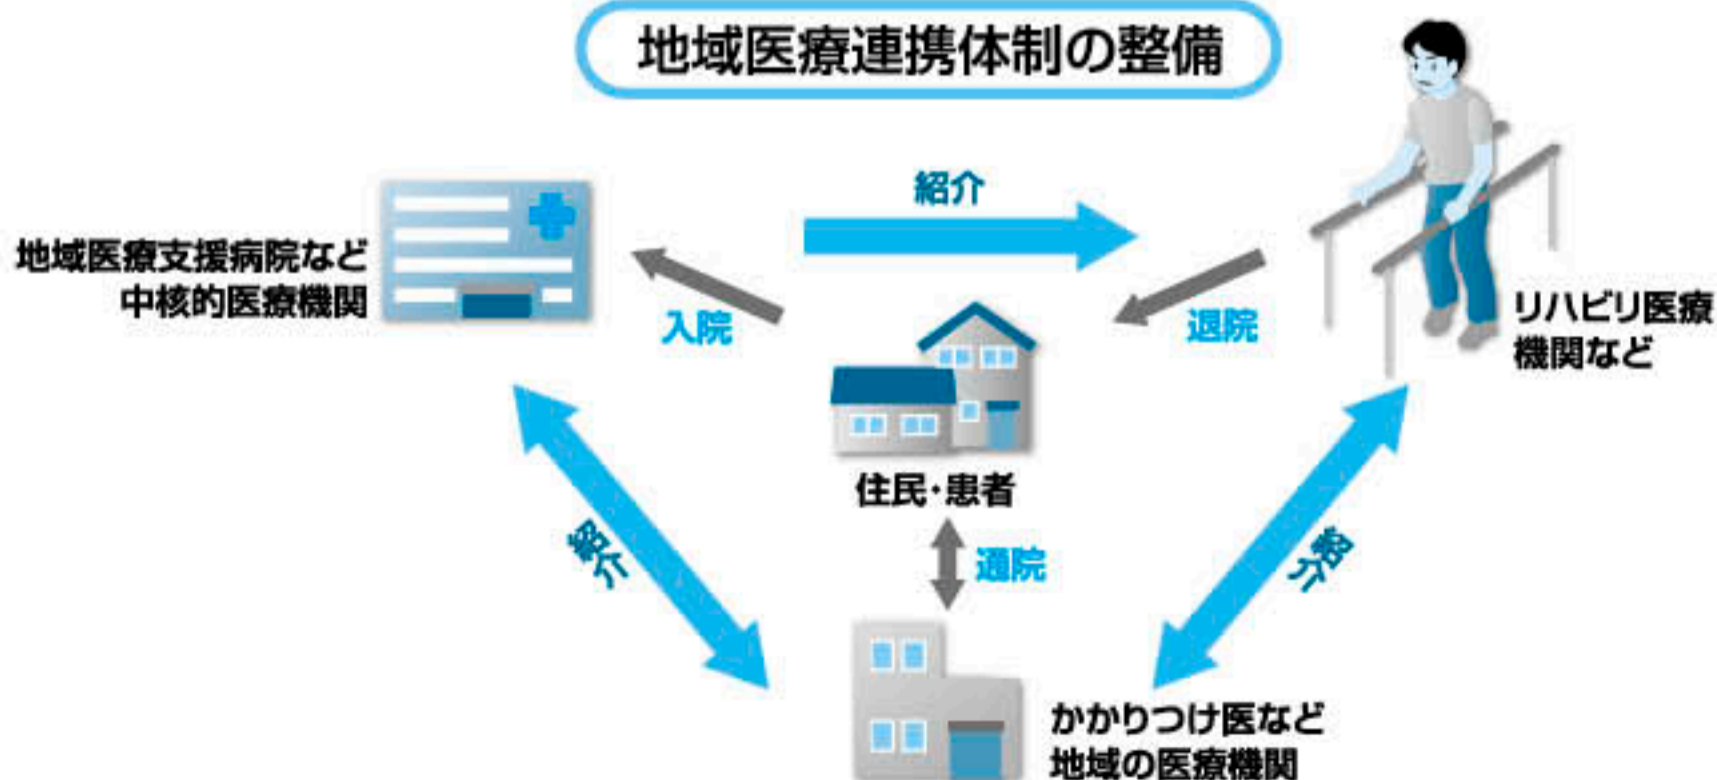 地域医療連携体制の整備
紹介
地域医療支援病院など
中核的医療機関
入院
退院
リハビリ医療
機関など
住民・患者
紹介
通院
紹介
かかりつけ医など
地域の医療機関